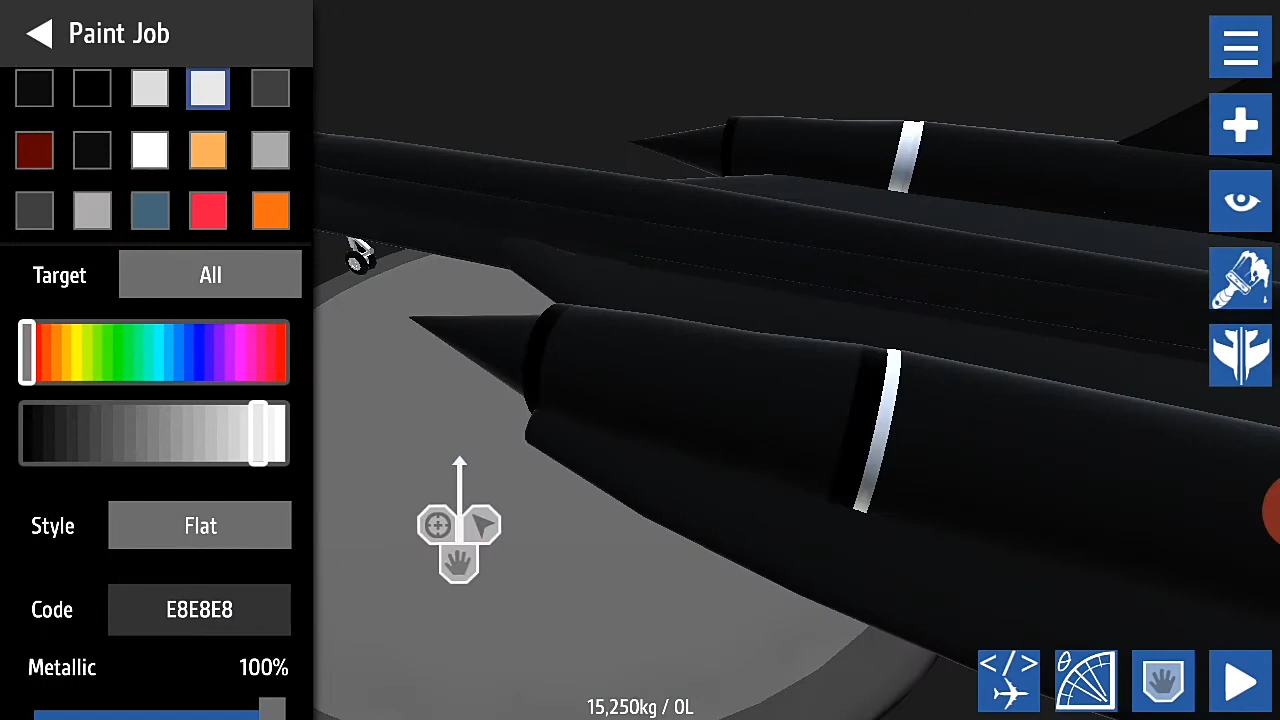 Paint Job
Target
All
Style
Flat
Code
E8E8E8
Metallic
100%
15,250kg / 0L